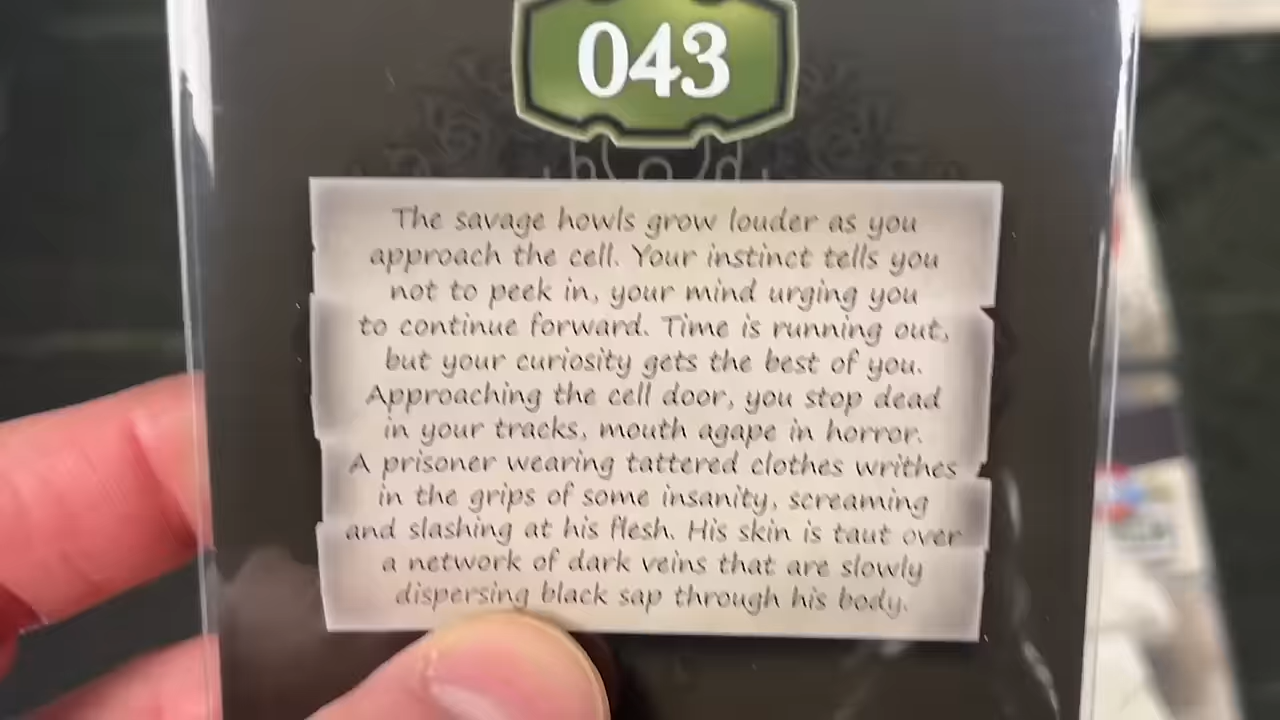 043
The savage howls grow louder as you
approach the cell. Your instinct tells you
not to peek in, your mind urging you
to continue forward. Time is running out,
but your curiosity gets the best of you.
Approaching the cell door, you stop dead
in your tracks, mouth agape in horror.
A prisoner wearing tattered clothes writhes
in the grips of some insanity, screaming
and slashing at his flesh. His skin is taut over
a network of dark veins that are slowly
dispersing black sap through his body.